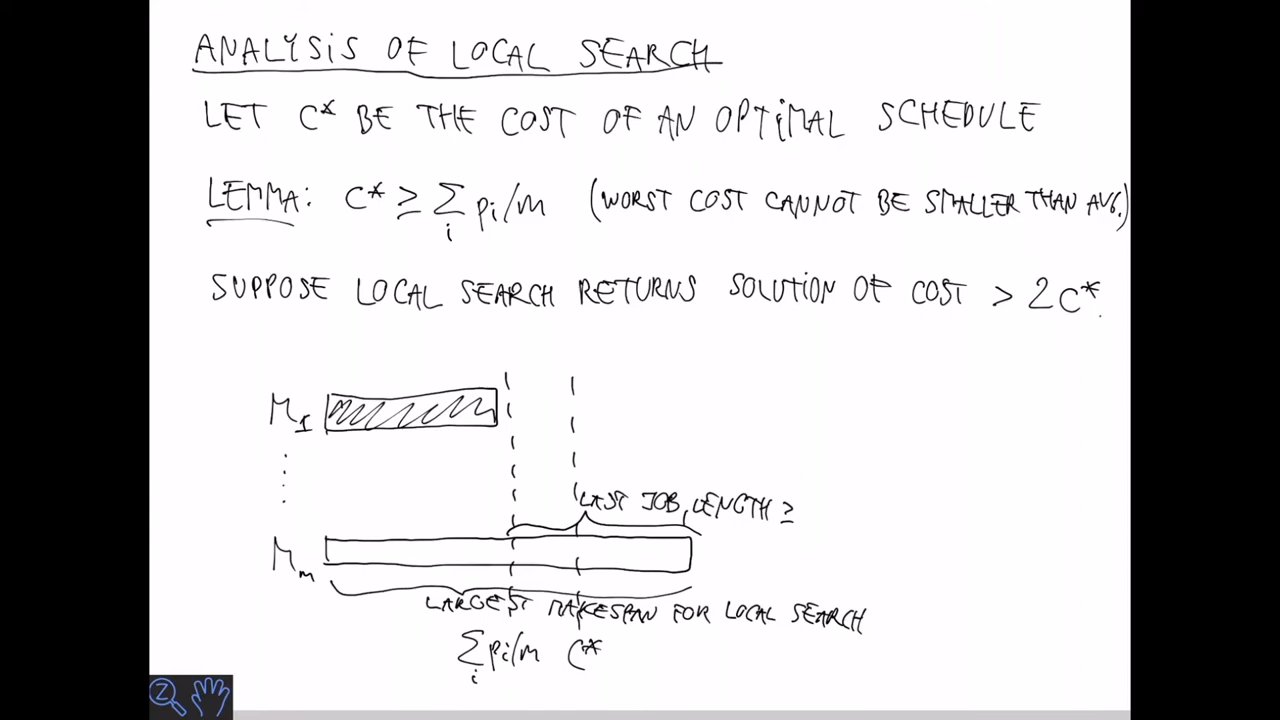 ANALYSIS OF LOCAL SEARCH
LET C* BE THE COST OF AN OPTIMAL SCHEDULE
LEMMA: C* ≥ Σ_i pi/m (WORST COST CANNOT BE SMALLER THAN AVG.)
SUPPOSE LOCAL SEARCH RETURNS SOLUTION OF COST > 2C*.
M1
LAST JOB LENGTH ≥
Mm
LARGEST MAKESPAN FOR LOCAL SEARCH
Σ_i pi/m C*
Z